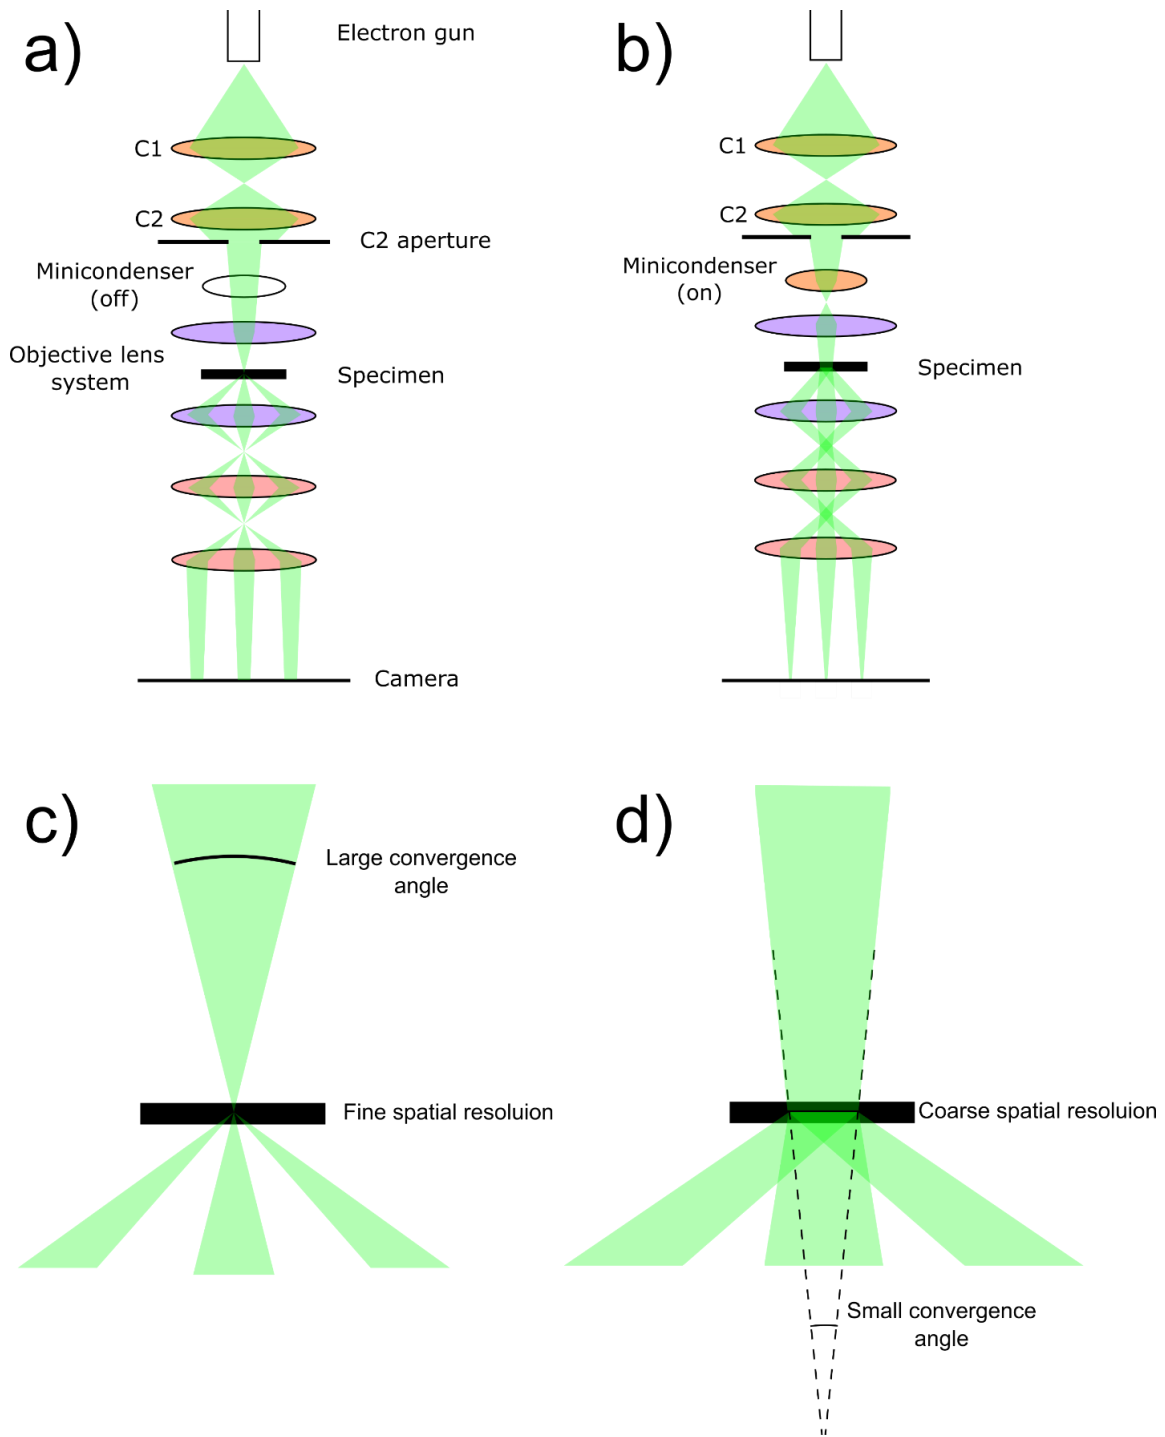 a)
Electron gun
C1
C2
C2 aperture
Minicondenser
(off)
Objective lens
system
Specimen
Camera
b)
C1
C2
Minicondenser
(on)
Specimen
c)
Large convergence
angle
Fine spatial resoluion
d)
Coarse spatial resoluion
Small convergence
angle